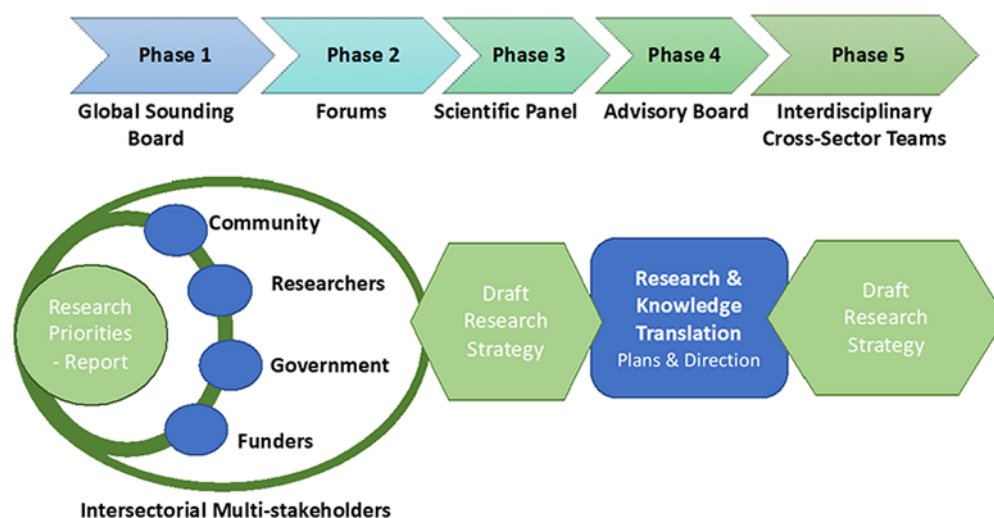 Phase 1
Phase 2
Phase 3
Phase 4
Phase 5
Global Sounding
Board
Forums
Scientific Panel
Advisory Board
Interdisciplinary
Cross-Sector Teams
Community
Researchers
Government
Funders
Research
Priorities
- Report
Draft
Research
Strategy
Research &
Knowledge
Translation
Plans & Direction
Draft
Research
Strategy
Intersectorial Multi-stakeholders